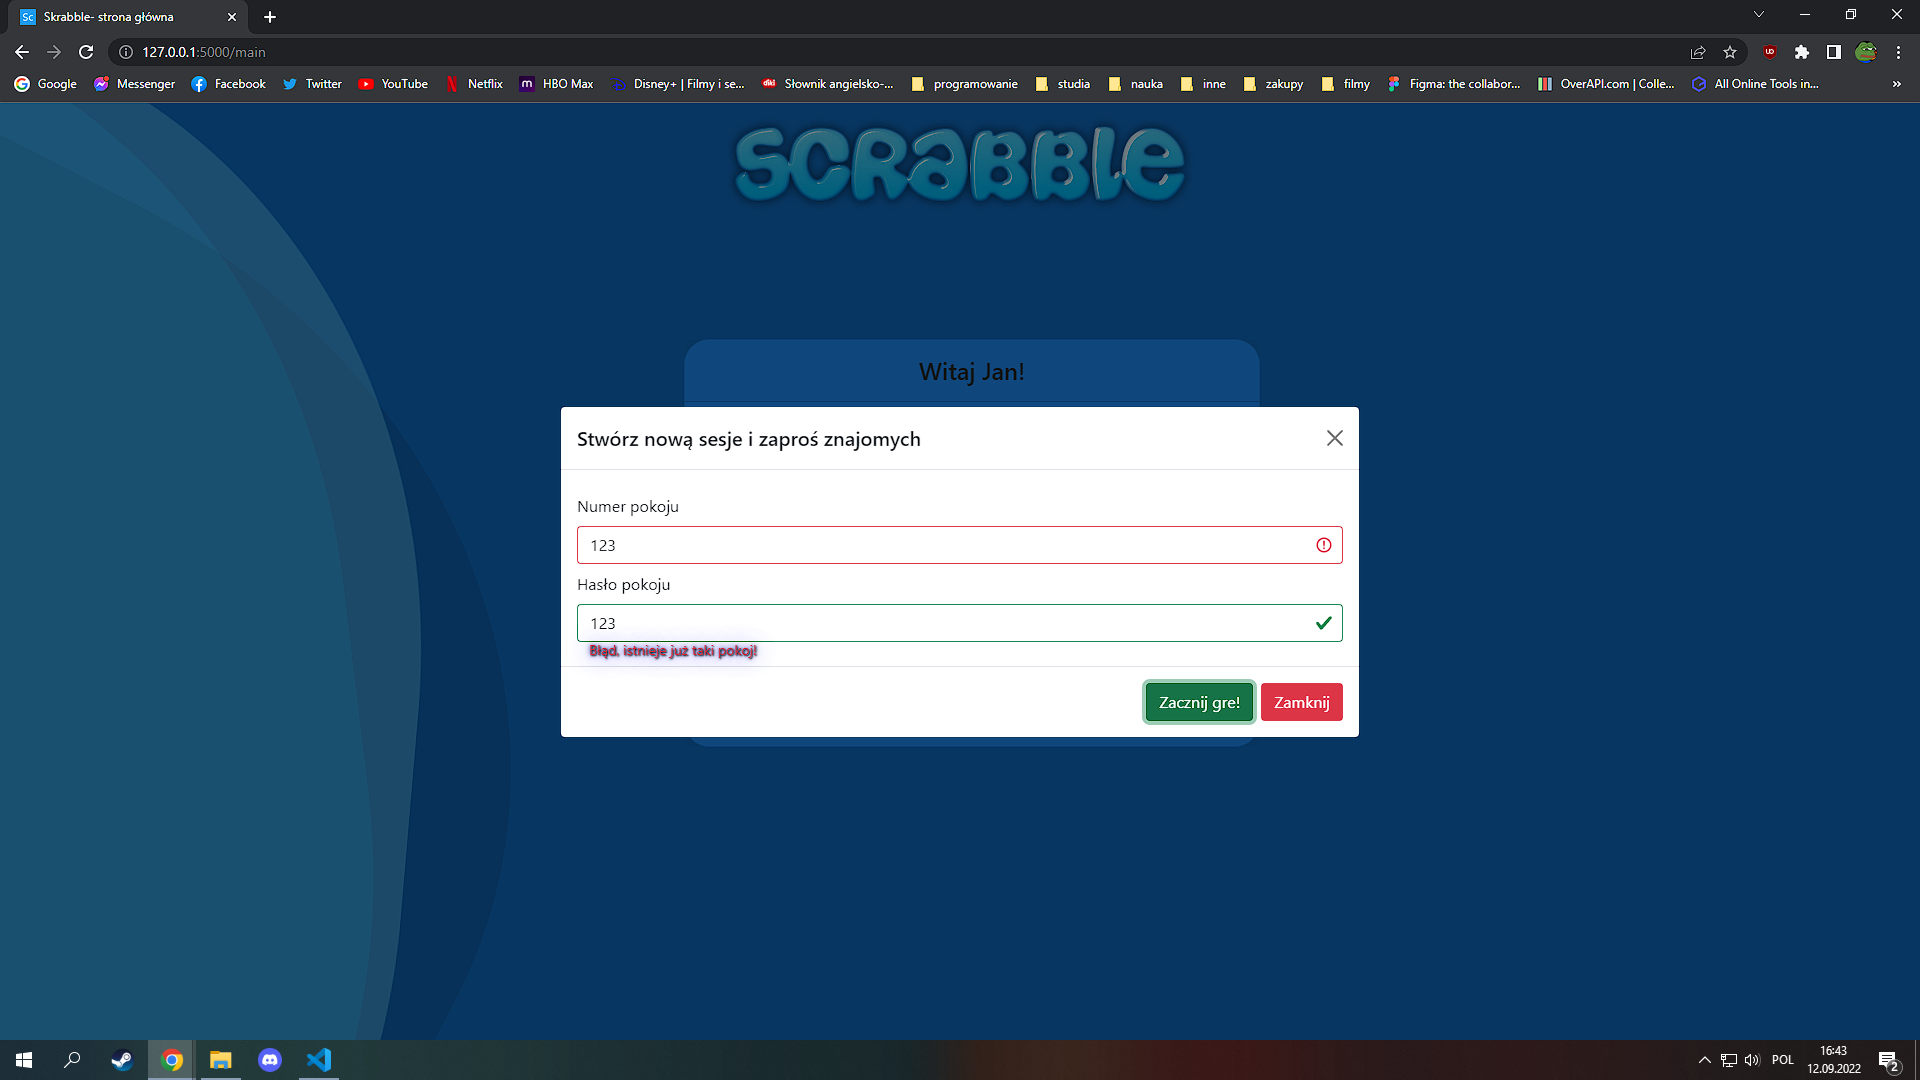 Sc Skrabble- strona główna
127.0.0.1:5000/main
Google Messenger Facebook Twitter YouTube Netflix m HBO Max Disney+ | Filmy i se... diki Słownik angielsko-... programowanie studia nauka inne zakupy filmy Figma: the collabor... OverAPI.com | Colle... All Online Tools in... »
SCRABBLE
Witaj Jan!
Stwórz nową sesje i zaproś znajomych
Numer pokoju
123
Hasło pokoju
123
Błąd, istnieje już taki pokoj!
Zacznij gre! Zamknij
POL
16:43
12.09.2022
2